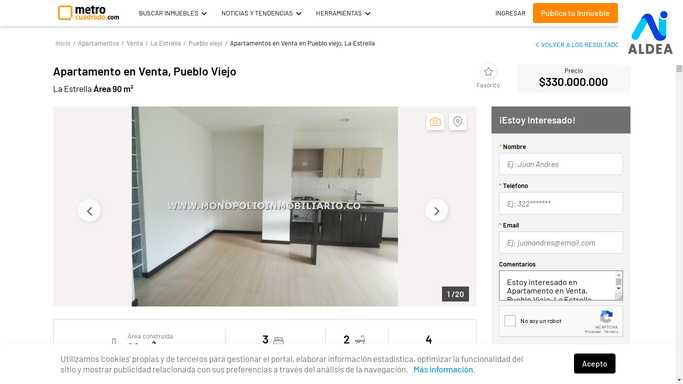 metro
cuadrado.com
BUSCAR INMUEBLES
NOTICIAS Y TENDENCIAS
HERRAMIENTAS
INGRESAR
Publica tu Inmueble
ALDEA
Inicio / Apartamentos / Venta / La Estrella / Pueblo viejo / Apartamentos en Venta en Pueblo viejo, La Estrella
VOLVER A LOS RESULTADO
Apartamento en Venta, Pueblo Viejo
La Estrella Área 90 m²
Favorito
Precio
$330.000.000
WWW.MONOPOLIOINMOBILIARIO.CO
1 / 20
¡Estoy Interesado!
* Nombre
Ej: Juan Andres
* Teléfono
Ej: 322*******
* Email
Ej: juanandres@email.com
Comentarios
Estoy interesado en
Apartamento en Venta,
Pueblo Viejo, La Estrella
No soy un robot
reCAPTCHA
Privacidad - Términos
Área construida
3
2
4
Utilizamos 'cookies' propias y de terceros para gestionar el portal, elaborar información estadística, optimizar la funcionalidad del
sitio y mostrar publicidad relacionada con sus preferencias a través del análisis de la navegación. Más información.
Acepto